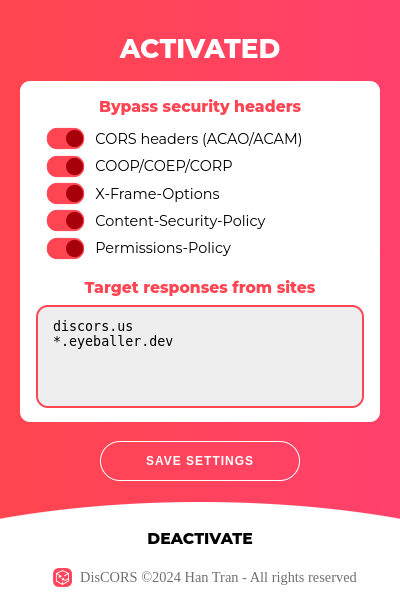 ACTIVATED
Bypass security headers
CORS headers (ACAO/ACAM)
COOP/COEP/CORP
X-Frame-Options
Content-Security-Policy
Permissions-Policy
Target responses from sites
discors.us
*.eyeballer.dev
SAVE SETTINGS
DEACTIVATE
DisCORS ©2024 Han Tran - All rights reserved